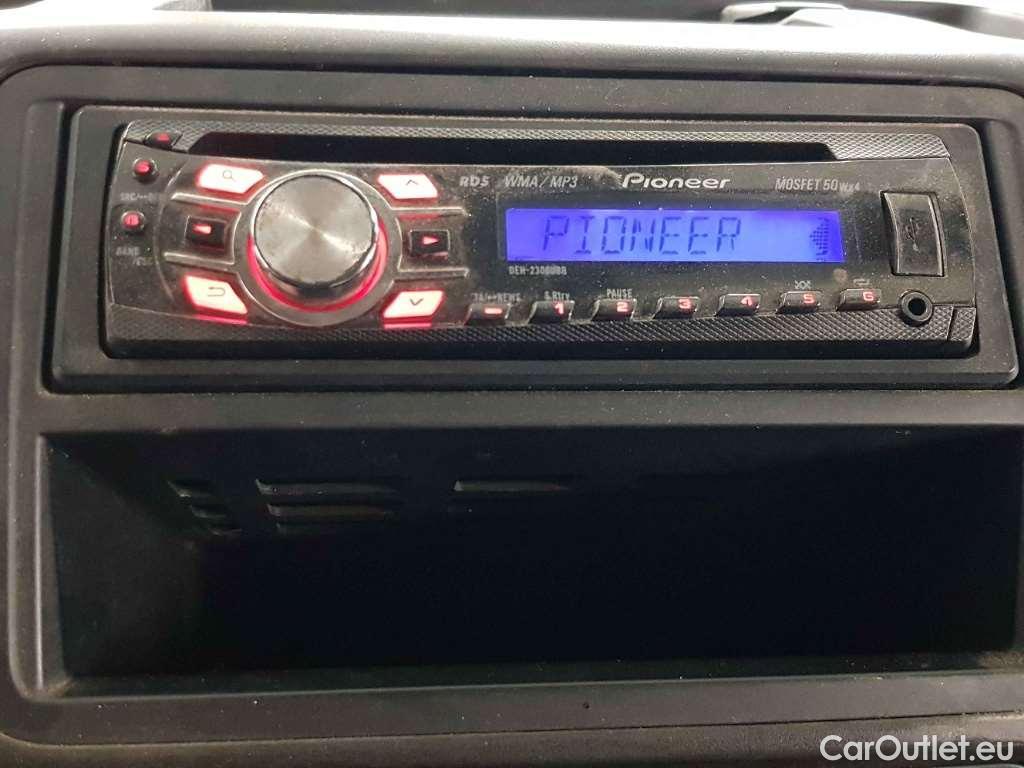 RDS WMA/MP3 Pioneer MOSFET 50Wx4
PIONEER
PAUSE
1 2 3 4 5 6
CarOutlet.eu